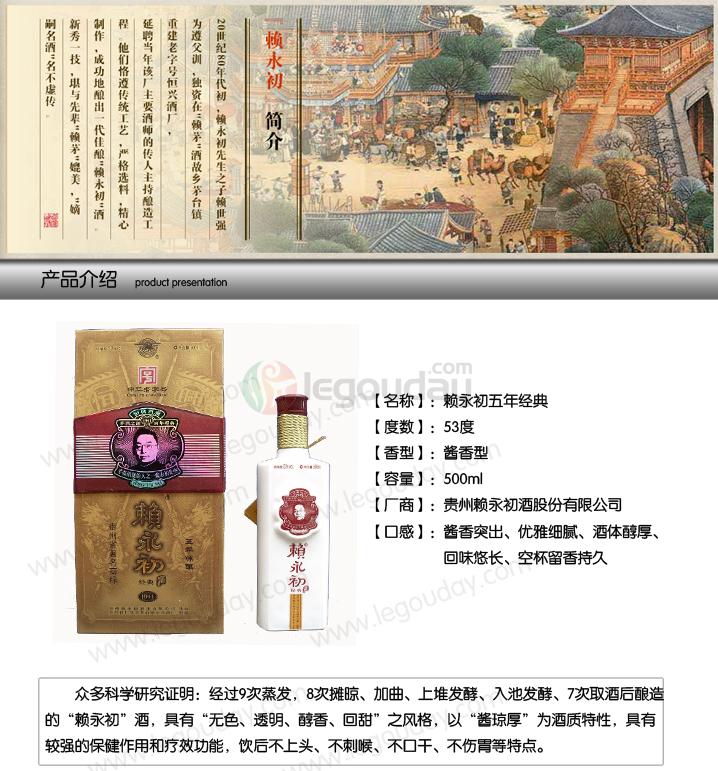 「赖永初」简介
20世纪80年代初，赖永初先生之子赖世强
为遵父训，独资在“赖茅”酒故乡茅台镇
重建老字号恒兴酒厂，
延聘当年该厂主要酒师的传人主持酿造工
程。他们恪遵传统工艺，严格选料，精心
制作，成功地酿出一代佳酿“赖永初”酒。
新秀一技，堪与先辈“赖茅”媲美，“嫡
嗣名酒”名不虚传。
产品介绍 product presentation
legouday.com
【名称】：赖永初五年经典
【度数】：53度
【香型】：酱香型
【容量】：500ml
【厂商】：贵州赖永初酒股份有限公司
【口感】：酱香突出、优雅细腻、酒体醇厚、
回味悠长、空杯留香持久
賴永初
经典
1941
賴永初
www.legouday.com
众多科学研究证明：经过9次蒸发，8次摊晾、加曲、上堆发酵、入池发酵、7次取酒后酿造
的“赖永初”酒，具有“无色、透明、醇香、回甜”之风格，以“酱琼厚”为酒质特性，具有
较强的保健作用和疗效功能，饮后不上头、不刺喉、不口干、不伤胃等特点。